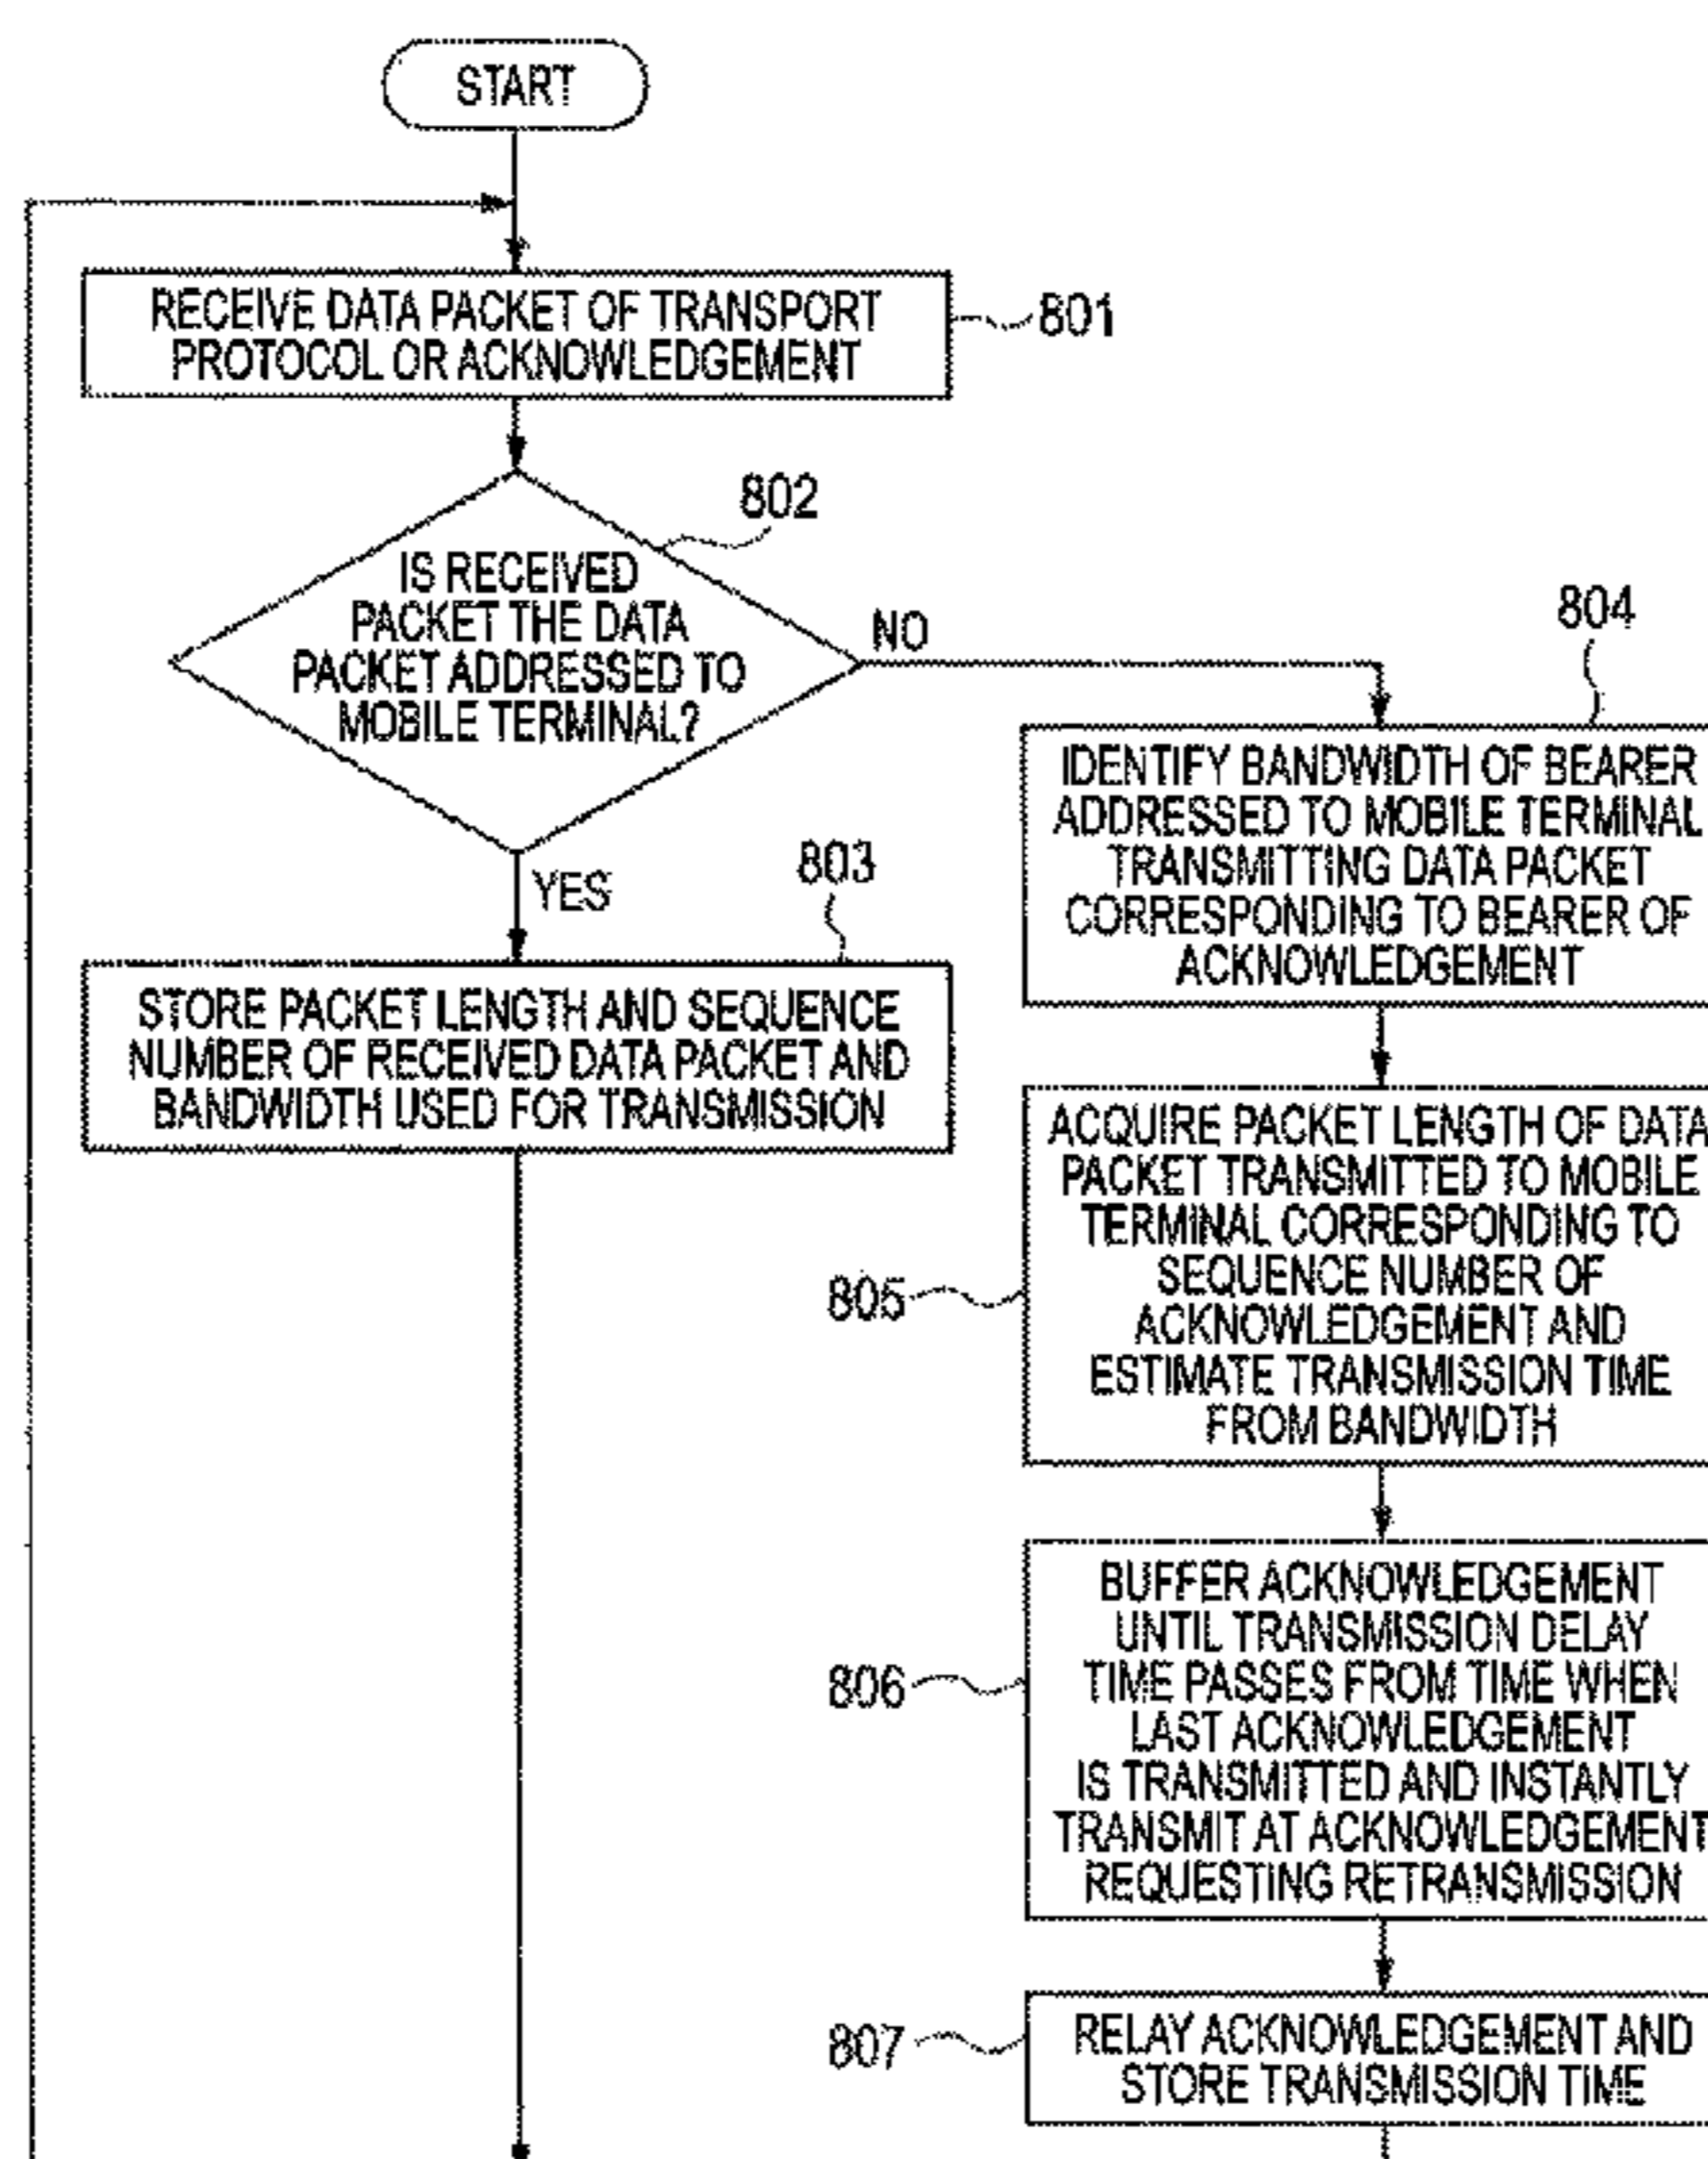 START
RECEIVE DATA PACKET OF TRANSPORT
PROTOCOL OR ACKNOWLEDGEMENT
801
802
IS RECEIVED
PACKET THE DATA
PACKET ADDRESSED TO
MOBILE TERMINAL?
NO
YES
803
STORE PACKET LENGTH AND SEQUENCE
NUMBER OF RECEIVED DATA PACKET AND
BANDWIDTH USED FOR TRANSMISSION
804
IDENTIFY BANDWIDTH OF BEARER
ADDRESSED TO MOBILE TERMINAL
TRANSMITTING DATA PACKET
CORRESPONDING TO BEARER OF
ACKNOWLEDGEMENT
805
ACQUIRE PACKET LENGTH OF DATA
PACKET TRANSMITTED TO MOBILE
TERMINAL CORRESPONDING TO
SEQUENCE NUMBER OF
ACKNOWLEDGEMENT AND
ESTIMATE TRANSMISSION TIME
FROM BANDWIDTH
806
BUFFER ACKNOWLEDGEMENT
UNTIL TRANSMISSION DELAY
TIME PASSES FROM TIME WHEN
LAST ACKNOWLEDGEMENT
IS TRANSMITTED AND INSTANTLY
TRANSMIT AT ACKNOWLEDGEMENT
REQUESTING RETRANSMISSION
807
RELAY ACKNOWLEDGEMENT AND
STORE TRANSMISSION TIME